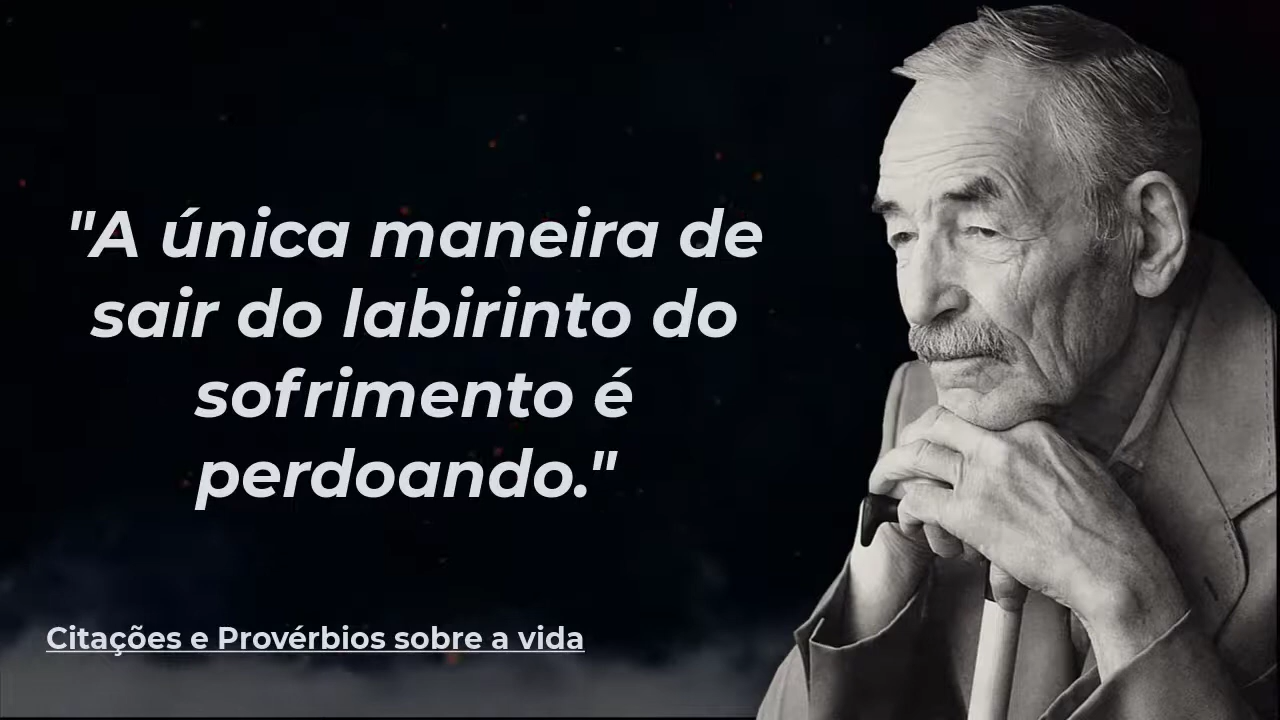 "A única maneira de
sair do labirinto do
sofrimento é
perdoando."
Citações e Provérbios sobre a vida